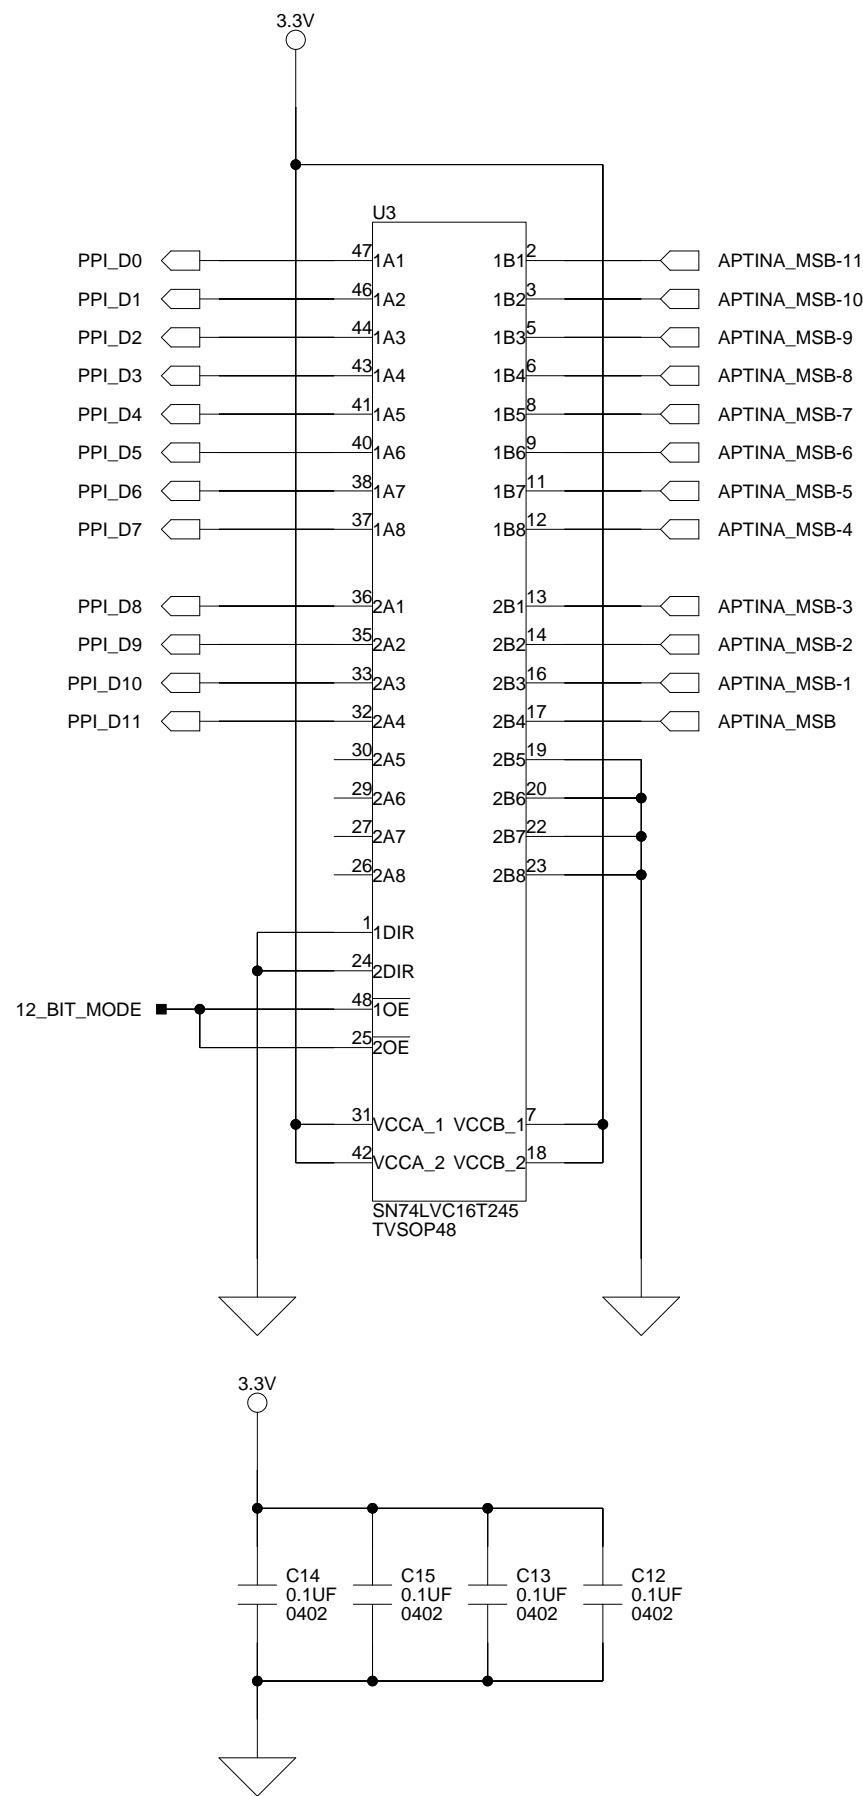 3.3V
U3
PPI_D0 47 1A1 1B1 2 APTINA_MSB-11
PPI_D1 46 1A2 1B2 3 APTINA_MSB-10
PPI_D2 44 1A3 1B3 5 APTINA_MSB-9
PPI_D3 43 1A4 1B4 6 APTINA_MSB-8
PPI_D4 41 1A5 1B5 8 APTINA_MSB-7
PPI_D5 40 1A6 1B6 9 APTINA_MSB-6
PPI_D6 38 1A7 1B7 11 APTINA_MSB-5
PPI_D7 37 1A8 1B8 12 APTINA_MSB-4
PPI_D8 36 2A1 2B1 13 APTINA_MSB-3
PPI_D9 35 2A2 2B2 14 APTINA_MSB-2
PPI_D10 33 2A3 2B3 16 APTINA_MSB-1
PPI_D11 32 2A4 2B4 17 APTINA_MSB
30 2A5 2B5 19
29 2A6 2B6 20
27 2A7 2B7 22
26 2A8 2B8 23
1 1DIR
24 2DIR
12_BIT_MODE 48 1OE
25 2OE
31 VCCA_1 VCCB_1 7
42 VCCA_2 VCCB_2 18
SN74LVC16T245
TVSOP48
3.3V
C14 C15 C13 C12
0.1UF 0.1UF 0.1UF 0.1UF
0402 0402 0402 0402